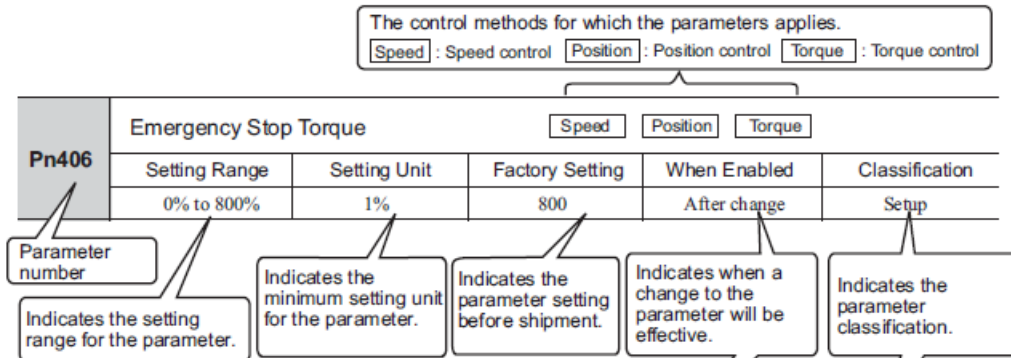 The control methods for which the parameters applies.
Speed : Speed control Position : Position control Torque : Torque control
Emergency Stop Torque Speed Position Torque
Pn406
Setting Range Setting Unit Factory Setting When Enabled Classification
0% to 800% 1% 800 After change Setup
Parameter
number
Indicates the setting
range for the parameter.
Indicates the
minimum setting unit
for the parameter.
Indicates the
parameter setting
before shipment.
Indicates when a
change to the
parameter will be
effective.
Indicates the
parameter
classification.